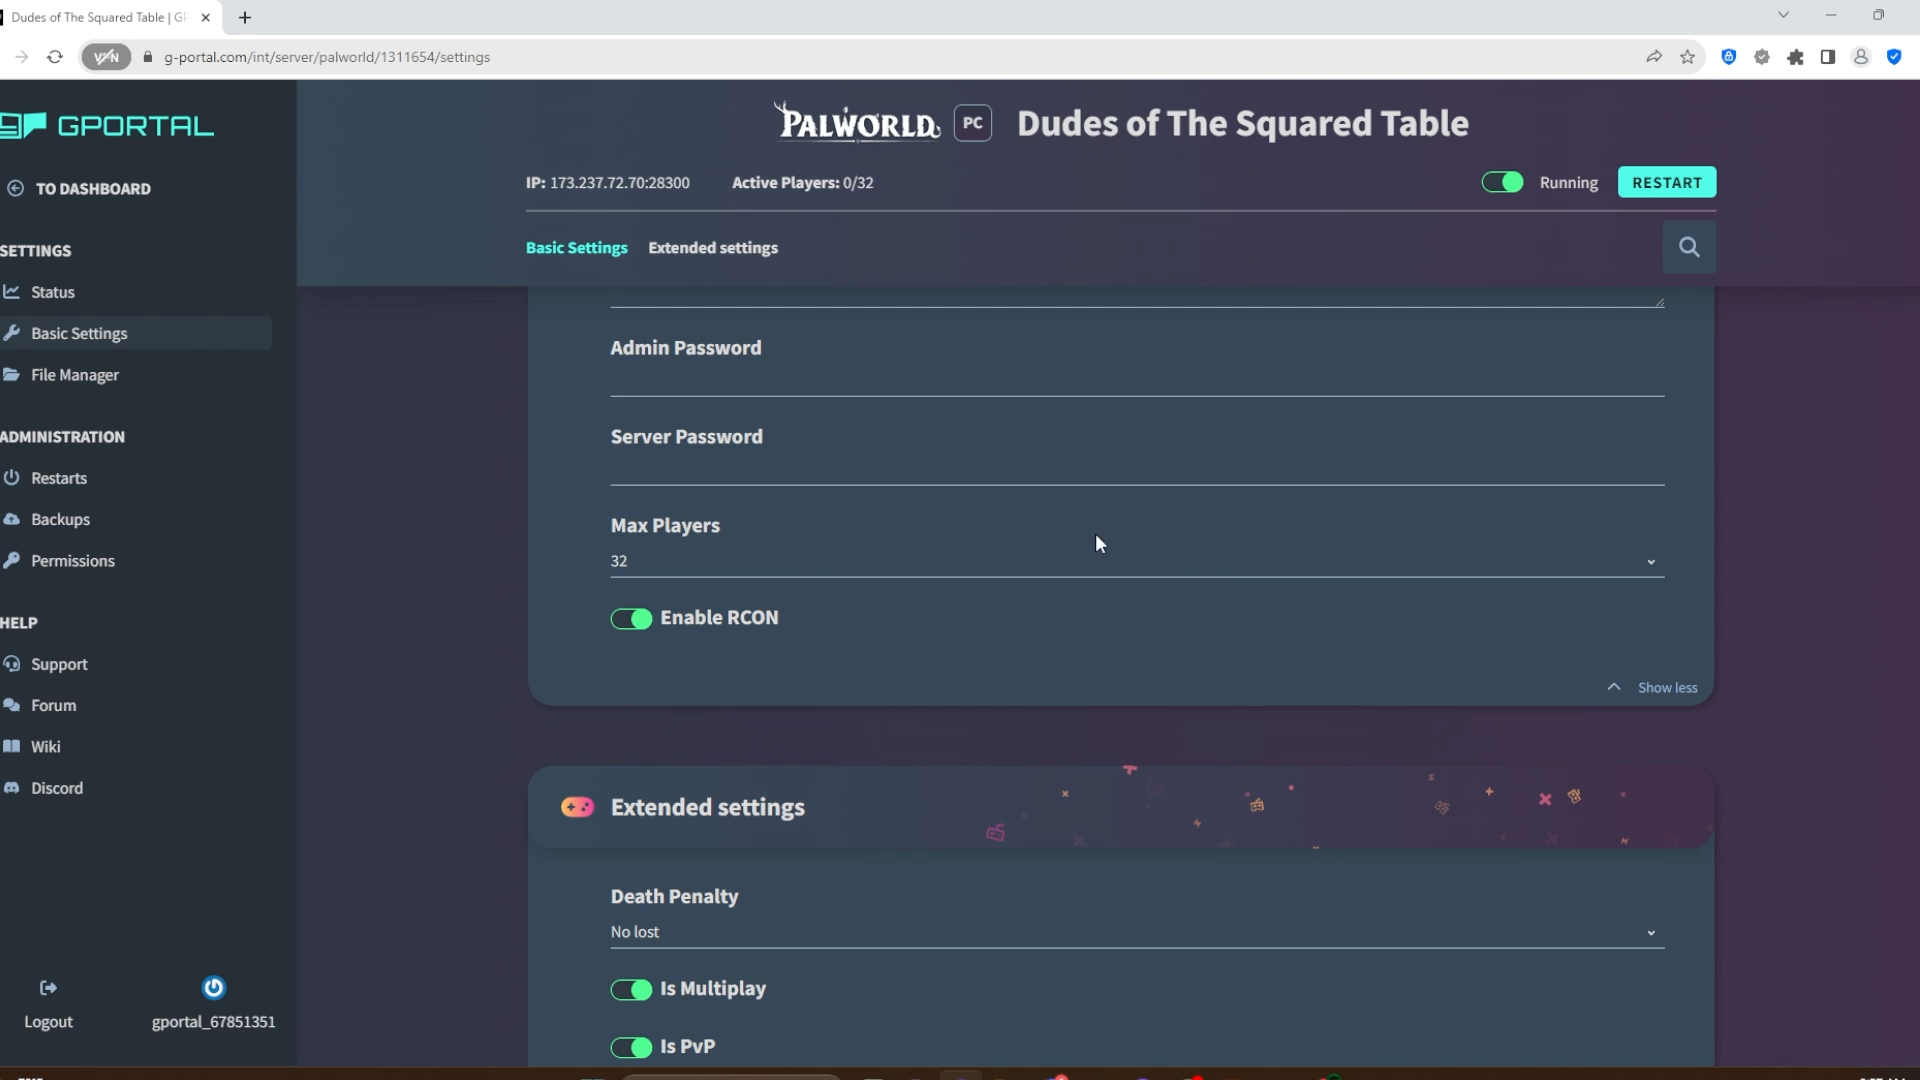 Dudes of The Squared Table | GP
VPN
g-portal.com/int/server/palworld/1311654/settings
GPORTAL
PALWORLD
PC
Dudes of The Squared Table
TO DASHBOARD
IP: 173.237.72.70:28300
Active Players: 0/32
Running
RESTART
Basic Settings
Extended settings
SETTINGS
Status
Basic Settings
File Manager
ADMINISTRATION
Restarts
Backups
Permissions
HELP
Support
Forum
Wiki
Discord
Logout
gportal_67851351
Admin Password
Server Password
Max Players
32
Enable RCON
Show less
Extended settings
Death Penalty
No lost
Is Multiplay
Is PvP